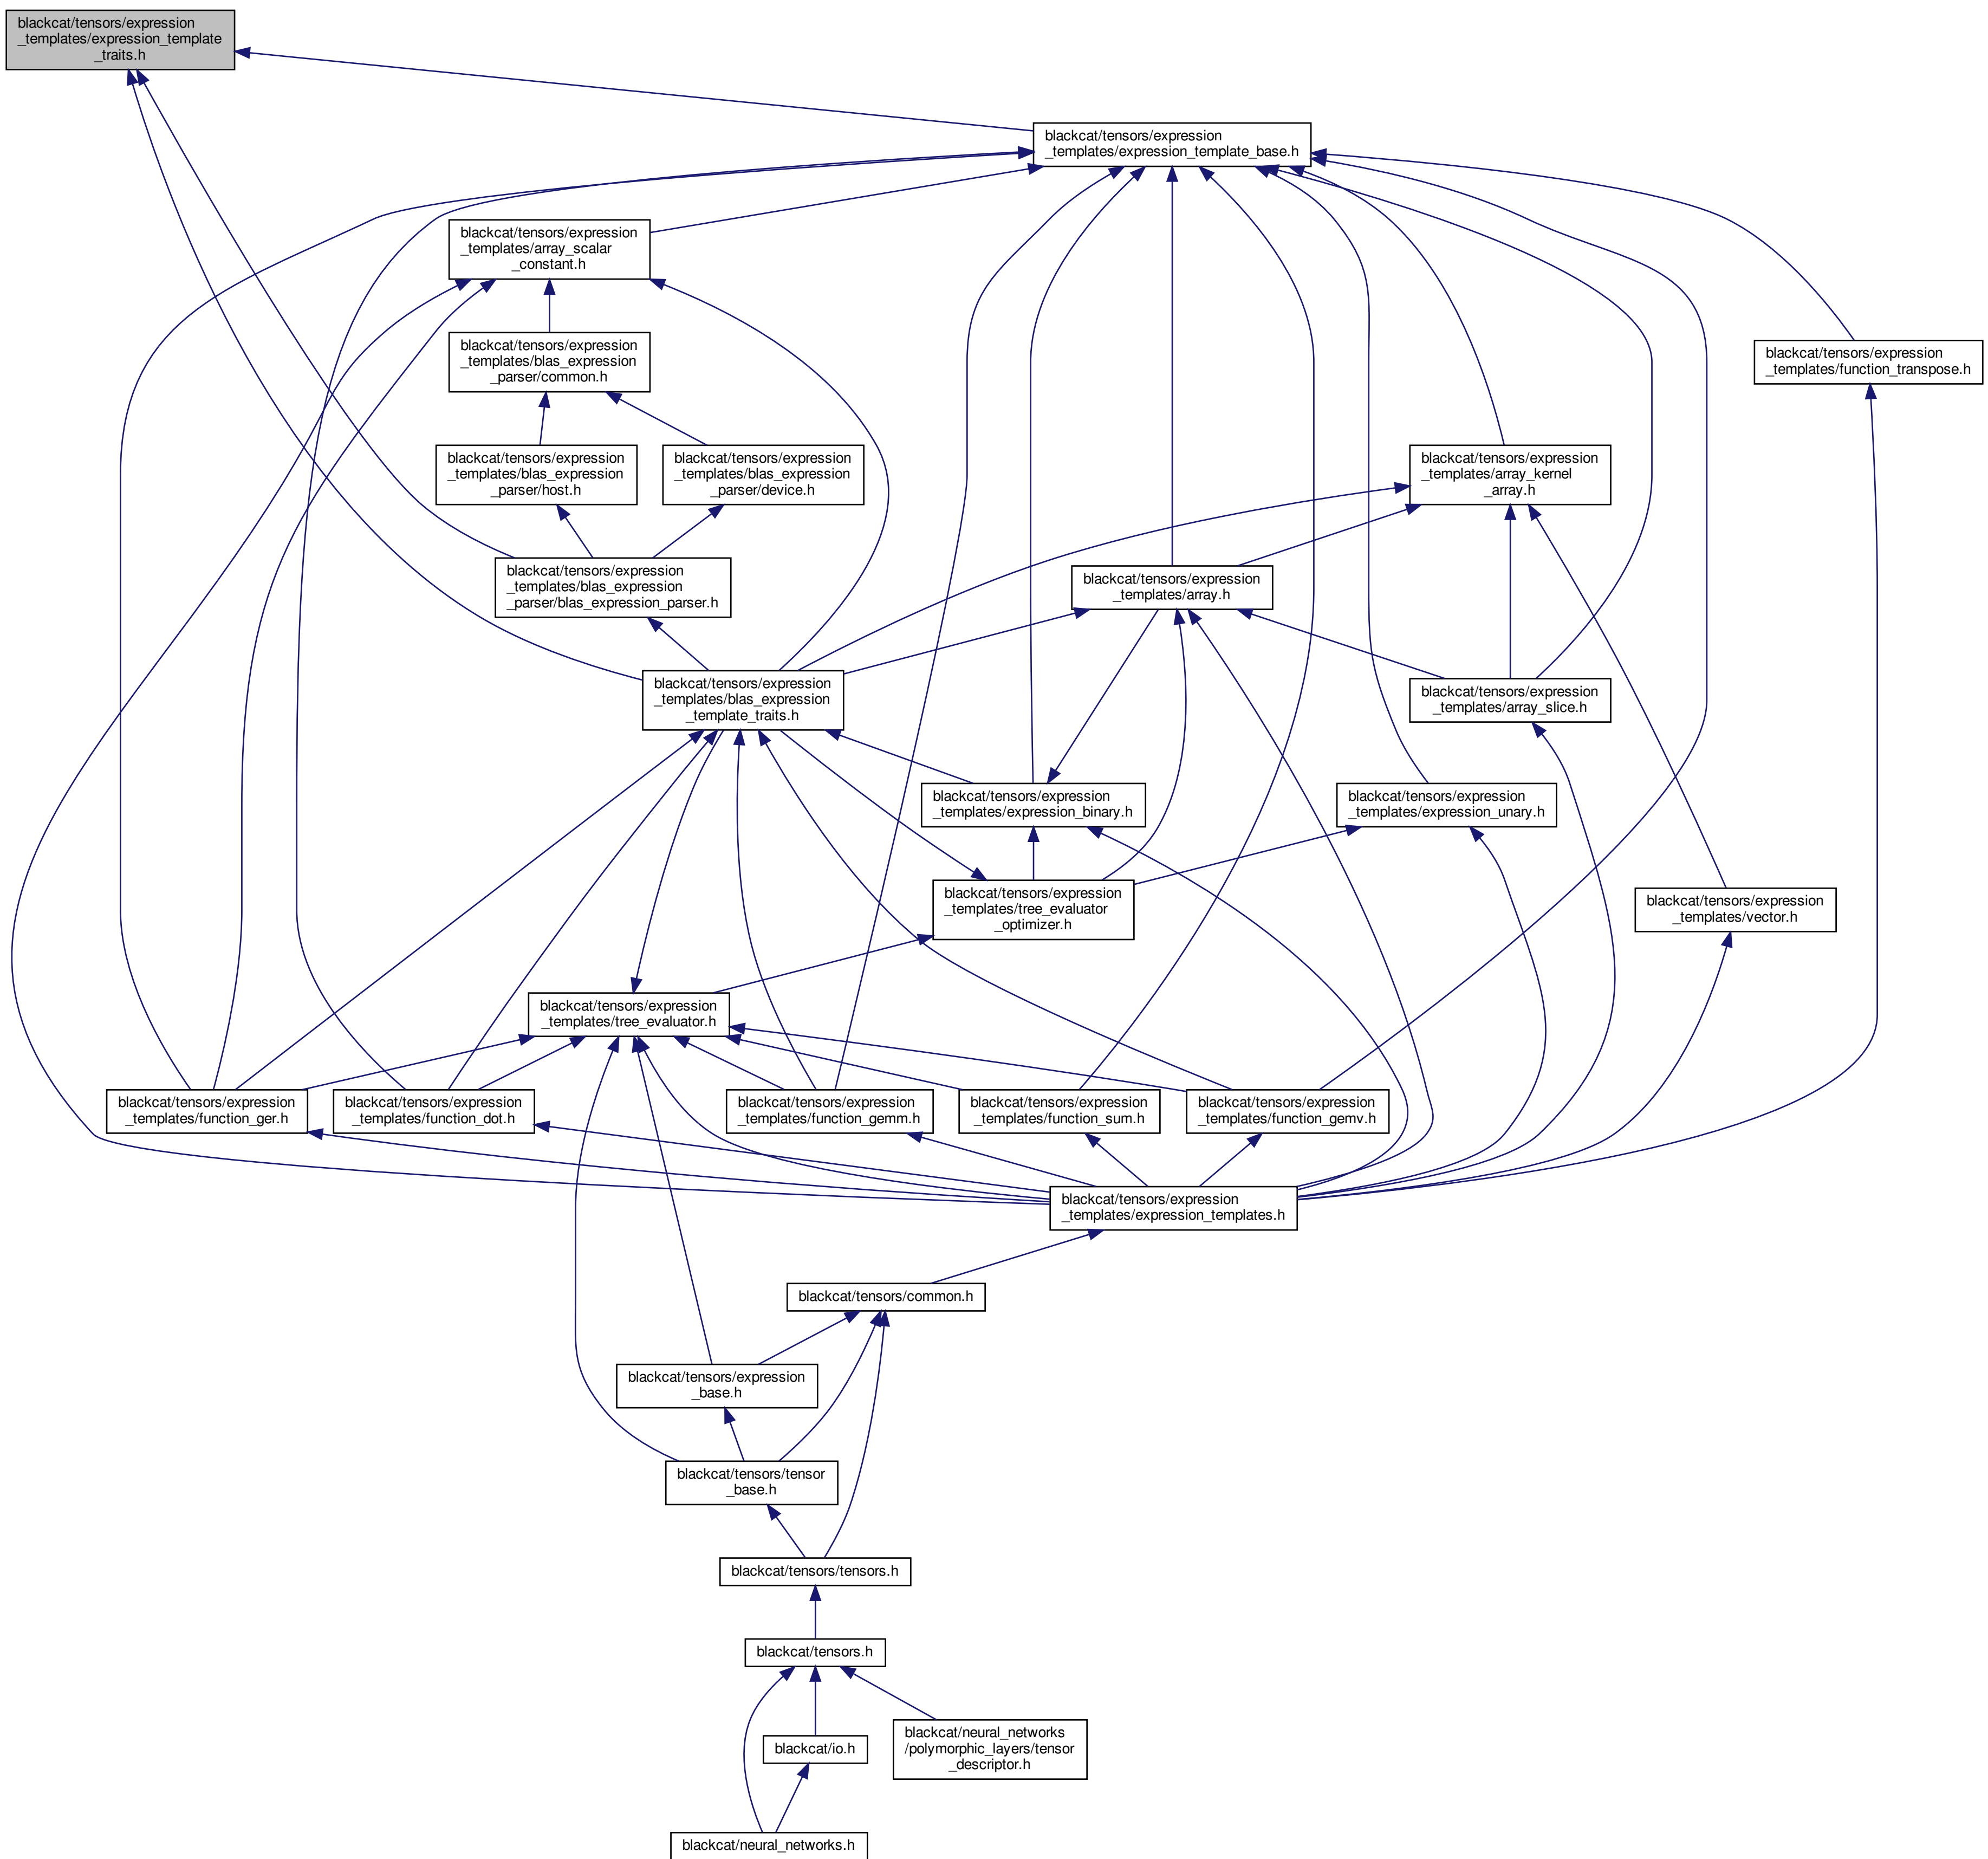 blackcat/tensors/expression
_templates/expression_template
_traits.h
blackcat/tensors/expression
_templates/expression_template_base.h
blackcat/tensors/expression
_templates/array_scalar
_constant.h
blackcat/tensors/expression
_templates/blas_expression
_parser/common.h
blackcat/tensors/expression
_templates/function_transpose.h
blackcat/tensors/expression
_templates/blas_expression
_parser/host.h
blackcat/tensors/expression
_templates/blas_expression
_parser/device.h
blackcat/tensors/expression
_templates/array_kernel
_array.h
blackcat/tensors/expression
_templates/blas_expression
_parser/blas_expression_parser.h
blackcat/tensors/expression
_templates/array.h
blackcat/tensors/expression
_templates/blas_expression
_template_traits.h
blackcat/tensors/expression
_templates/array_slice.h
blackcat/tensors/expression
_templates/expression_binary.h
blackcat/tensors/expression
_templates/expression_unary.h
blackcat/tensors/expression
_templates/tree_evaluator
_optimizer.h
blackcat/tensors/expression
_templates/vector.h
blackcat/tensors/expression
_templates/tree_evaluator.h
blackcat/tensors/expression
_templates/function_ger.h
blackcat/tensors/expression
_templates/function_dot.h
blackcat/tensors/expression
_templates/function_gemm.h
blackcat/tensors/expression
_templates/function_sum.h
blackcat/tensors/expression
_templates/function_gemv.h
blackcat/tensors/expression
_templates/expression_templates.h
blackcat/tensors/common.h
blackcat/tensors/expression
_base.h
blackcat/tensors/tensor
_base.h
blackcat/tensors/tensors.h
blackcat/tensors.h
blackcat/io.h
blackcat/neural_networks
/polymorphic_layers/tensor
_descriptor.h
blackcat/neural_networks.h